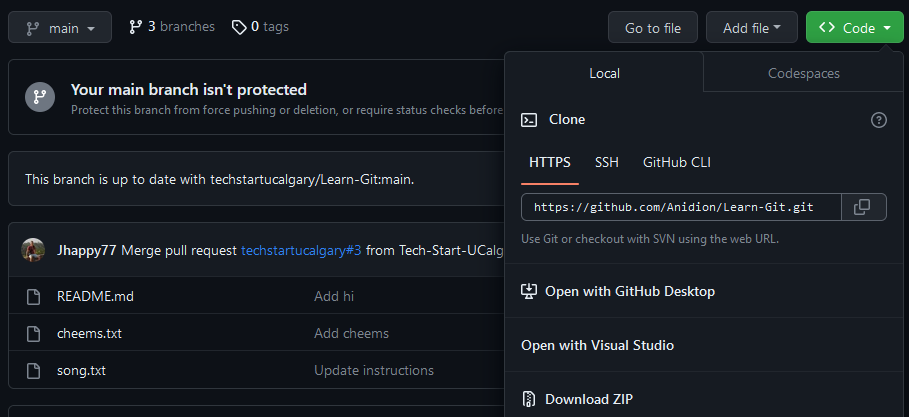 main 3 branches 0 tags Go to file Add file Code
Local Codespaces
Your main branch isn't protected
Protect this branch from force pushing or deletion, or require status checks before
Clone
HTTPS SSH GitHub CLI
This branch is up to date with techstartucalgary/Learn-Git:main.
https://github.com/Anidion/Learn-Git.git
Use Git or checkout with SVN using the web URL.
Jhappy77 Merge pull request techstartucalgary#3 from Tech-Start-UCalg
README.md Add hi
cheems.txt Add cheems
song.txt Update instructions
Open with GitHub Desktop
Open with Visual Studio
Download ZIP